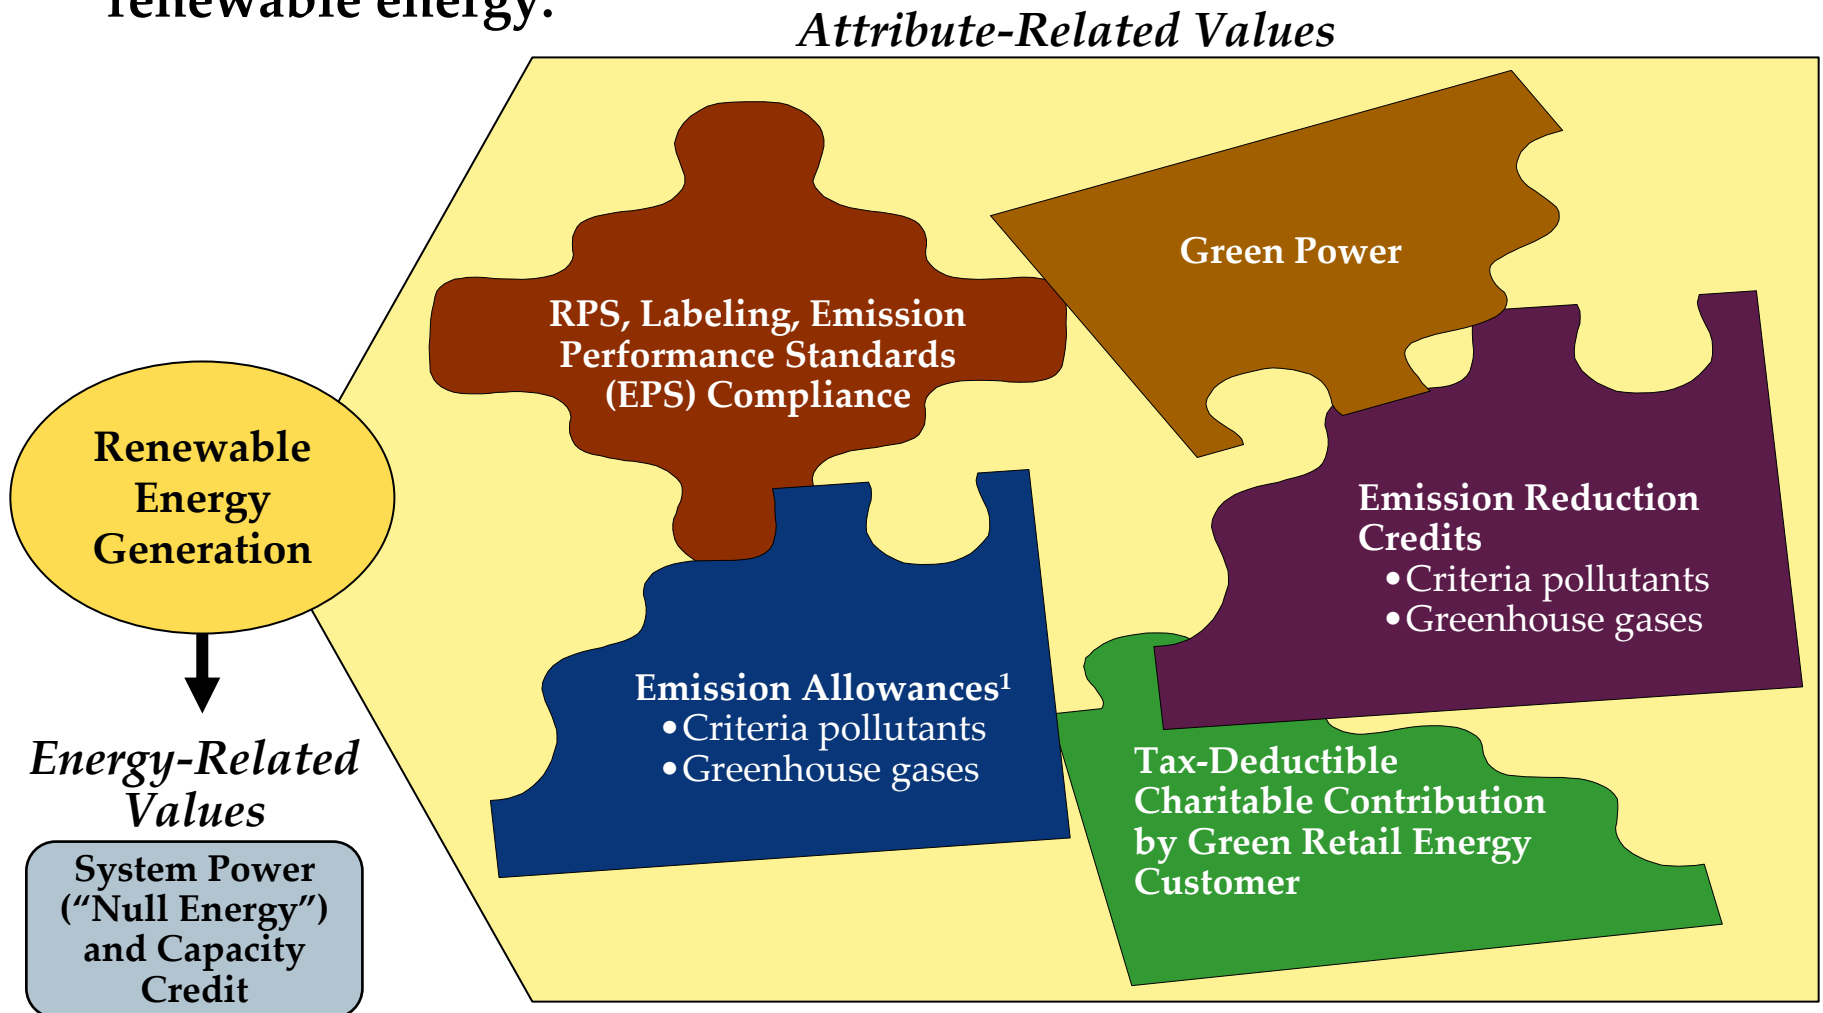 renewable energy.
Attribute-Related Values
Green Power
RPS, Labeling, Emission
Performance Standards
(EPS) Compliance
Renewable
Energy
Generation
Emission Reduction
Credits
•Criteria pollutants
•Greenhouse gases
Emission Allowances¹
•Criteria pollutants
•Greenhouse gases
Energy-Related
Values
Tax-Deductible
Charitable Contribution
by Green Retail Energy
Customer
System Power
(“Null Energy”)
and Capacity
Credit